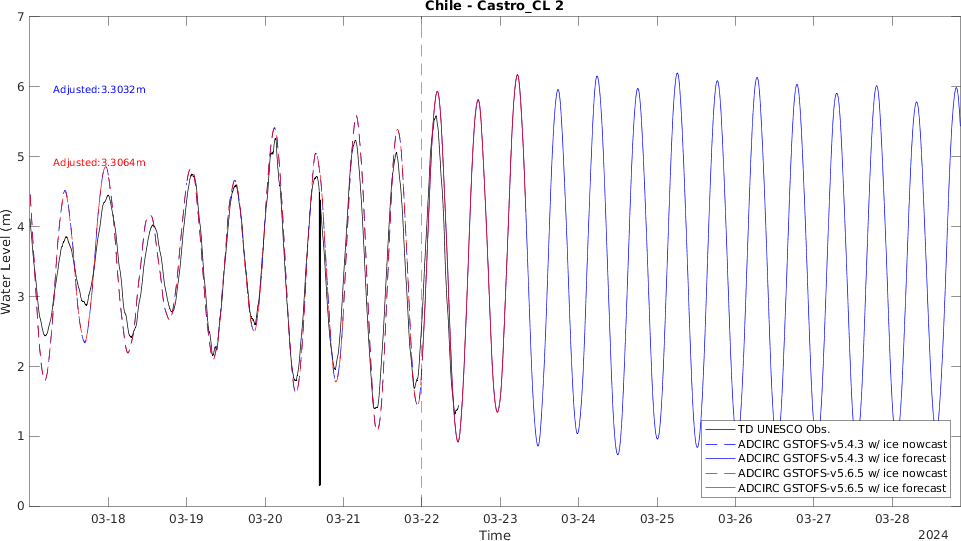 Chile - Castro_CL 2
7
6
5
4
3
2
1
0
Water Level (m)
Adjusted:3.3032m
Adjusted:3.3064m
TD UNESCO Obs.
ADCIRC GSTOFS-v5.4.3 w/ ice nowcast
ADCIRC GSTOFS-v5.4.3 w/ ice forecast
ADCIRC GSTOFS-v5.6.5 w/ ice nowcast
ADCIRC GSTOFS-v5.6.5 w/ ice forecast
03-18 03-19 03-20 03-21 03-22 03-23 03-24 03-25 03-26 03-27 03-28
Time
2024